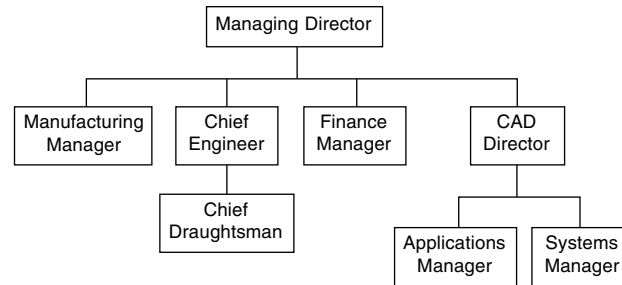 Managing Director
Manufacturing
Manager
Chief
Engineer
Finance
Manager
CAD
Director
Chief
Draughtsman
Applications
Manager
Systems
Manager